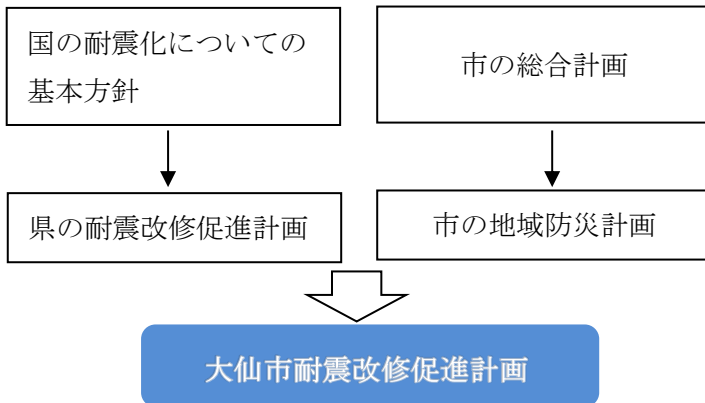 国の耐震化についての
基本方針
市の総合計画
県の耐震改修促進計画
市の地域防災計画
大仙市耐震改修促進計画